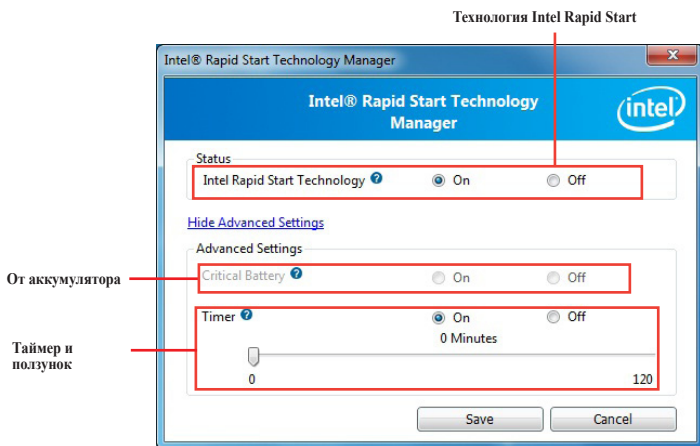 Технология Intel Rapid Start
Intel® Rapid Start Technology Manager
Intel® Rapid Start Technology
Manager
intel
Status
Intel Rapid Start Technology ? On Off
Hide Advanced Settings
Advanced Settings
От аккумулятора
Critical Battery ? On Off
Timer ? On Off
0 Minutes
Таймер и
ползунок
0 120
Save Cancel